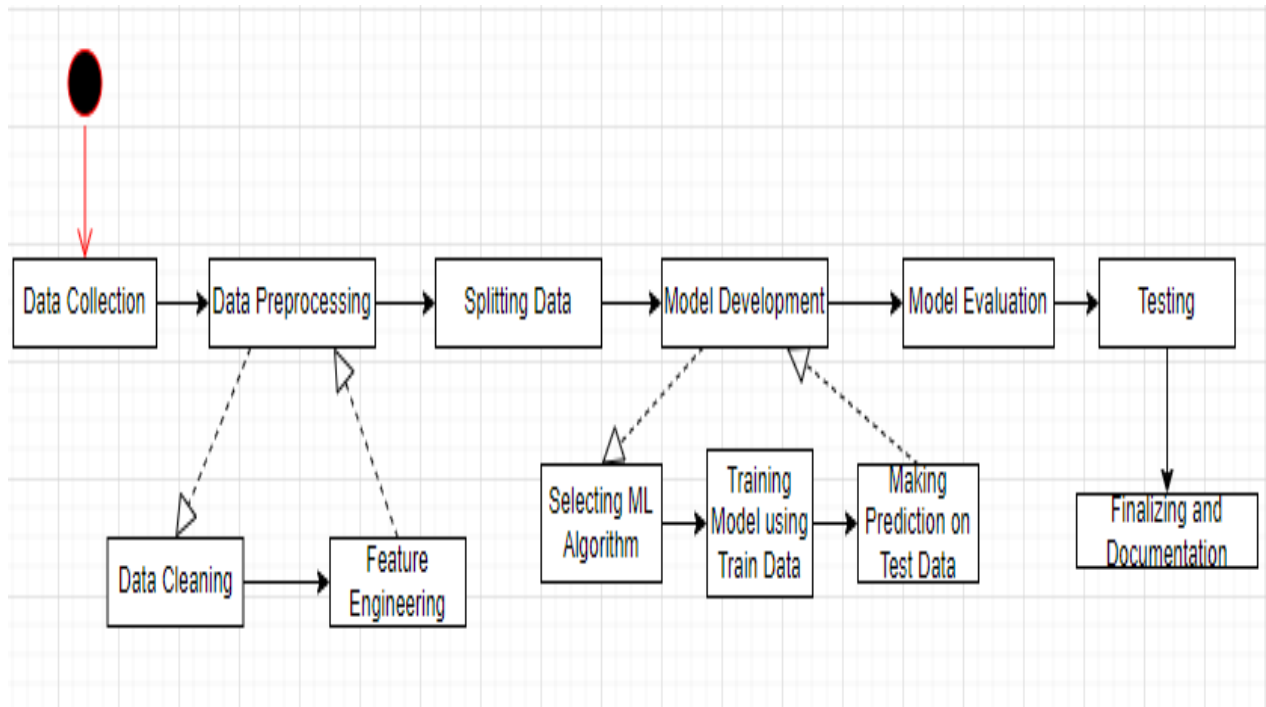 Data Collection
Data Preprocessing
Splitting Data
Model Development
Model Evaluation
Testing
Selecting ML
Algorithm
Training
Model using
Train Data
Making
Prediction on
Test Data
Finalizing and
Documentation
Data Cleaning
Feature
Engineering